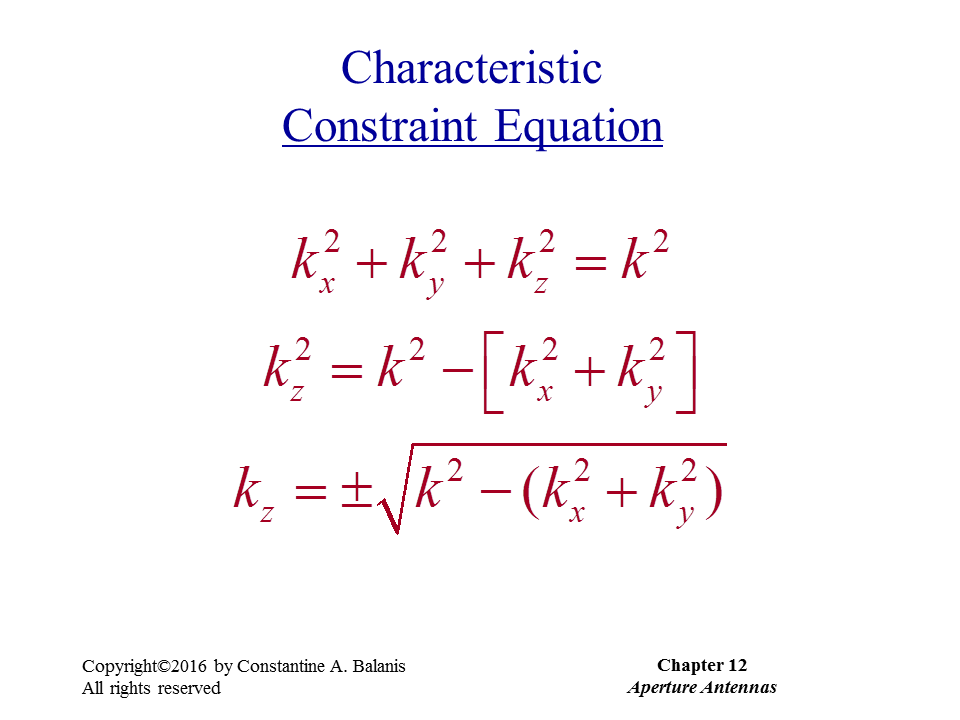 Characteristic
Constraint Equation
k_x^2 + k_y^2 + k_z^2 = k^2
k_z^2 = k^2 - [k_x^2 + k_y^2]
k_z = ±√(k^2 - (k_x^2 + k_y^2))
Copyright©2016 by Constantine A. Balanis
All rights reserved
Chapter 12
Aperture Antennas